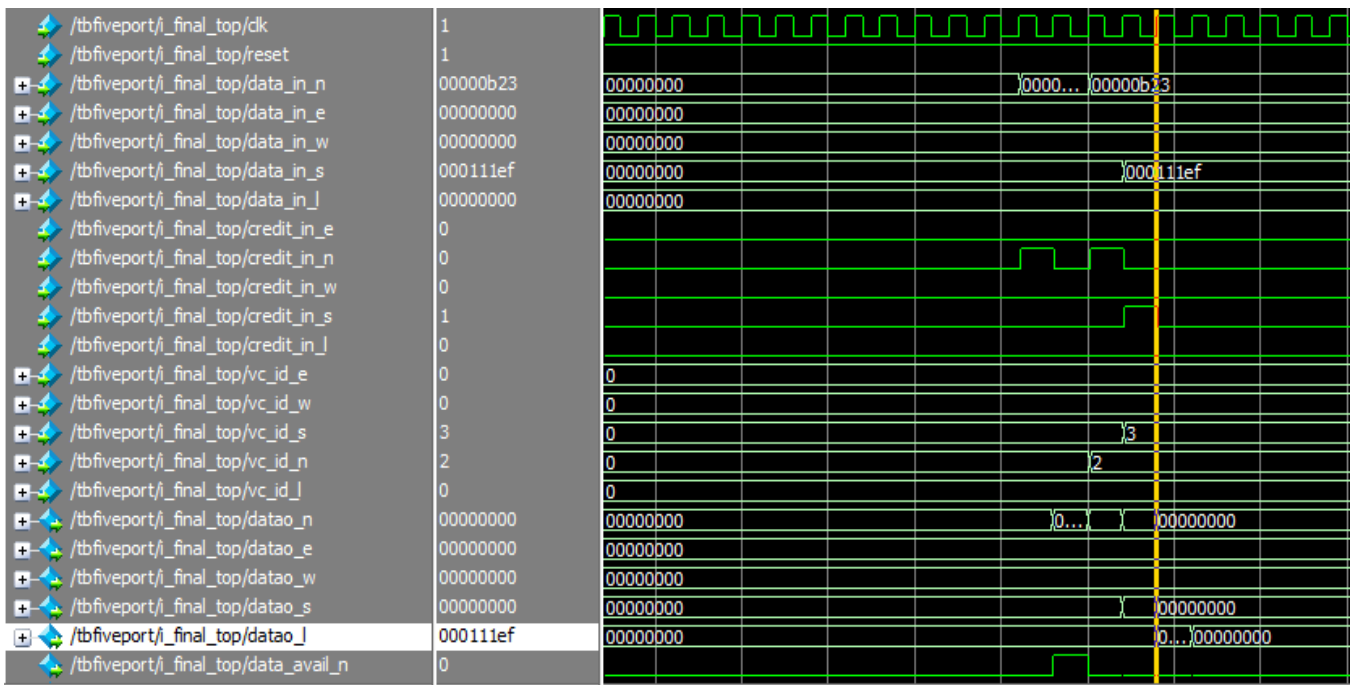 /tbfiveport/i_final_top/clk 1
/tbfiveport/i_final_top/reset 1
/tbfiveport/i_final_top/data_in_n 00000b23 00000000 0000... 00000b23
/tbfiveport/i_final_top/data_in_e 00000000 00000000
/tbfiveport/i_final_top/data_in_w 00000000 00000000
/tbfiveport/i_final_top/data_in_s 000111ef 00000000 000111ef
/tbfiveport/i_final_top/data_in_l 00000000 00000000
/tbfiveport/i_final_top/credit_in_e 0
/tbfiveport/i_final_top/credit_in_n 0
/tbfiveport/i_final_top/credit_in_w 0
/tbfiveport/i_final_top/credit_in_s 1
/tbfiveport/i_final_top/credit_in_l 0
/tbfiveport/i_final_top/vc_id_e 0 0
/tbfiveport/i_final_top/vc_id_w 0 0
/tbfiveport/i_final_top/vc_id_s 3 0 3
/tbfiveport/i_final_top/vc_id_n 2 0 2
/tbfiveport/i_final_top/vc_id_l 0 0
/tbfiveport/i_final_top/datao_n 00000000 00000000 0... 00000000
/tbfiveport/i_final_top/datao_e 00000000 00000000
/tbfiveport/i_final_top/datao_w 00000000 00000000
/tbfiveport/i_final_top/datao_s 00000000 00000000 00000000
/tbfiveport/i_final_top/datao_l 000111ef 00000000 0... 00000000
/tbfiveport/i_final_top/data_avail_n 0